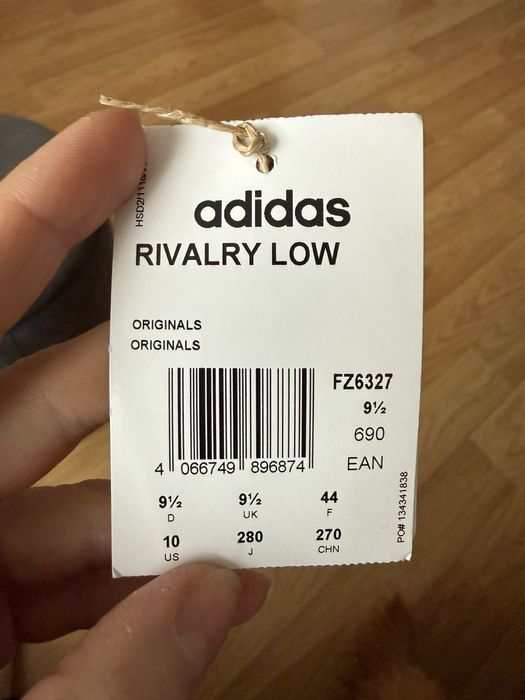 adidas
RIVALRY LOW
ORIGINALS
ORIGINALS
FZ6327
9½
690
EAN
4 066749 896874
9½ 9½ 44
D UK F
10 280 270
US J CHN
PO# 134341838